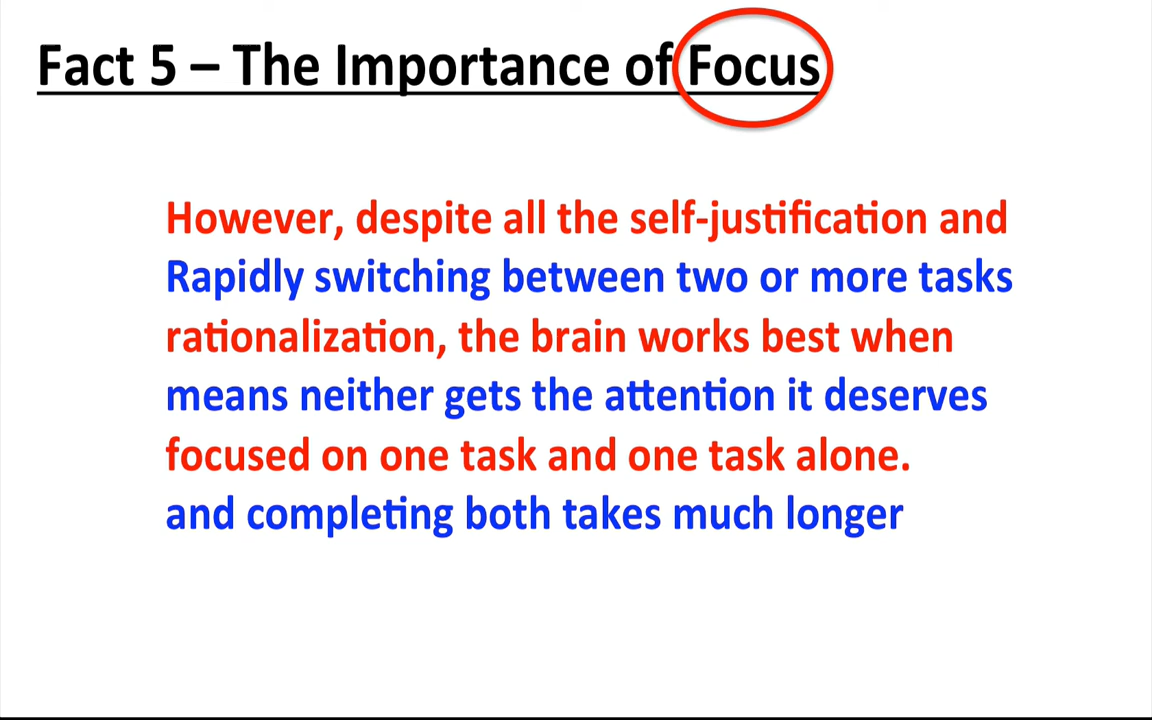 Fact 5 – The Importance of Focus
However, despite all the self-justification and
Rapidly switching between two or more tasks
rationalization, the brain works best when
means neither gets the attention it deserves
focused on one task and one task alone.
and completing both takes much longer